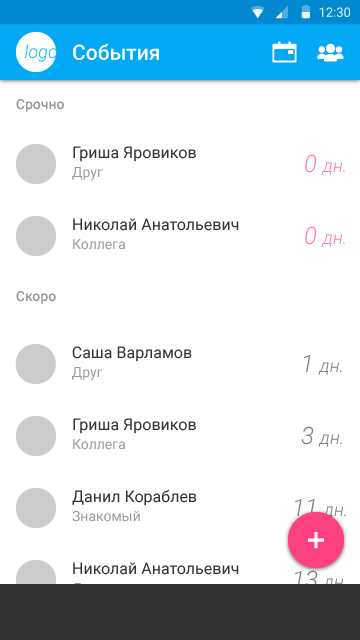 12:30
logo
События
Срочно
Гриша Яровиков
0 дн.
Друг
Николай Анатольевич
0 дн.
Коллега
Скоро
Саша Варламов
1 дн.
Друг
Гриша Яровиков
3 дн.
Коллега
Данил Кораблев
11 дн.
Знакомый
Николай Анатольевич
13 дн.